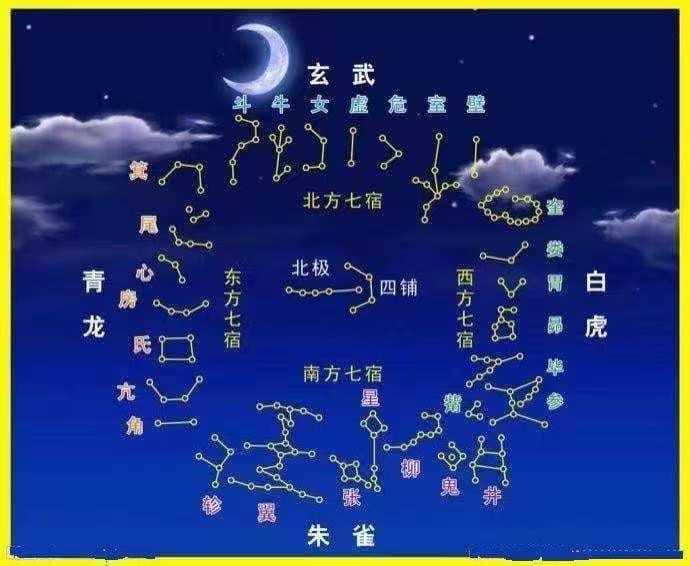 玄 武
斗 牛 女 虚 危 室 壁
北方七宿
箕
尾
心
房
氏
亢
角
青龙
东方七宿
北极
四铺
西方七宿
白虎
奎
娄
胃
昴
毕
觜 参
南方七宿
星
轸 翼 张 柳 鬼 井
朱 雀